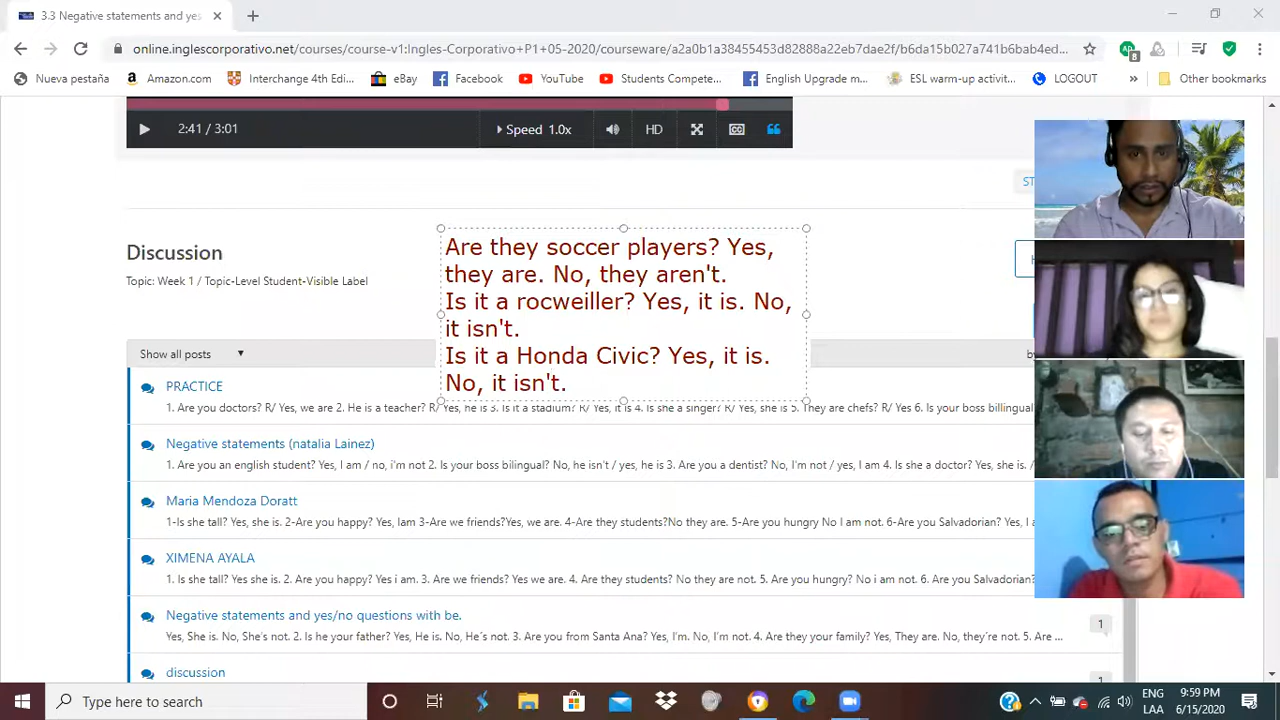 3.3 Negative statements and yes
online.inglescorporativo.net/courses/course-v1:Ingles-Corporativo+P1+05-2020/courseware/a2a0b1a38455453d82888a22eb7dae2f/b6da15b027a741b6bab4ed...
8
Nueva pestaña Amazon.com Interchange 4th Edi... eBay Facebook YouTube Students Compete... English Upgrade m... ESL warm-up activit... LOGOUT » Other bookmarks
2:41 / 3:01 Speed 1.0x HD
ST
Discussion
Topic: Week 1 / Topic-Level Student-Visible Label
Are they soccer players? Yes,
they are. No, they aren't.
Is it a rocweiller? Yes, it is. No,
it isn't.
Is it a Honda Civic? Yes, it is.
No, it isn't.
Show all posts by
PRACTICE
1. Are you doctors? R/ Yes, we are 2. He is a teacher? R/ Yes, he is 3. Is it a stadium? R/ Yes, it is 4. Is she a singer? R/ Yes, she is 5. They are chefs? R/ Yes 6. Is your boss billingual
Negative statements (natalia Lainez)
1. Are you an english student? Yes, I am / no, i'm not 2. Is your boss bilingual? No, he isn't / yes, he is 3. Are you a dentist? No, I'm not / yes, I am 4. Is she a doctor? Yes, she is. /
Maria Mendoza Doratt
1-Is she tall? Yes, she is. 2-Are you happy? Yes, Iam 3-Are we friends?Yes, we are. 4-Are they students?No they are. 5-Are you hungry No I am not. 6-Are you Salvadorian? Yes, I
XIMENA AYALA
1. Is she tall? Yes she is. 2. Are you happy? Yes i am. 3. Are we friends? Yes we are. 4. Are they students? No they are not. 5. Are you hungry? No i am not. 6. Are you Salvadorian?
Negative statements and yes/no questions with be.
Yes, She is. No, She's not. 2. Is he your father? Yes, He is. No, He´s not. 3. Are you from Santa Ana? Yes, I'm. No, I'm not. 4. Are they your family? Yes, They are. No, they´re not. 5. Are ...
1
discussion
1
Type here to search
ENG
LAA
9:59 PM
6/15/2020